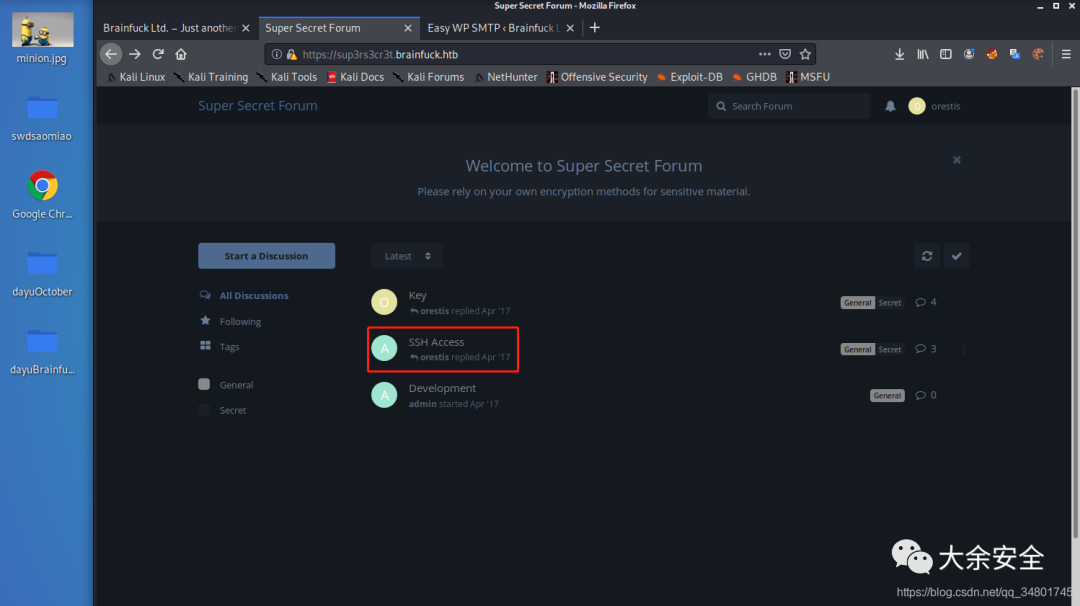 Super Secret Forum - Mozilla Firefox
Brainfuck Ltd. – Just another
Super Secret Forum
Easy WP SMTP ‹ Brainfuck L
https://sup3rs3cr3t.brainfuck.htb
Kali Linux
Kali Training
Kali Tools
Kali Docs
Kali Forums
NetHunter
Offensive Security
Exploit-DB
GHDB
MSFU
minion.jpg
swdsaomiao
Google Chr...
dayuOctober
dayuBrainfu...
Super Secret Forum
Search Forum
O
orestis
Welcome to Super Secret Forum
Please rely on your own encryption methods for sensitive material.
Start a Discussion
Latest
All Discussions
Following
Tags
General
Secret
O
Key
orestis replied Apr '17
General Secret
4
A
SSH Access
orestis replied Apr '17
General Secret
3
A
Development
admin started Apr '17
General
0
大余安全
https://blog.csdn.net/qq_34801745